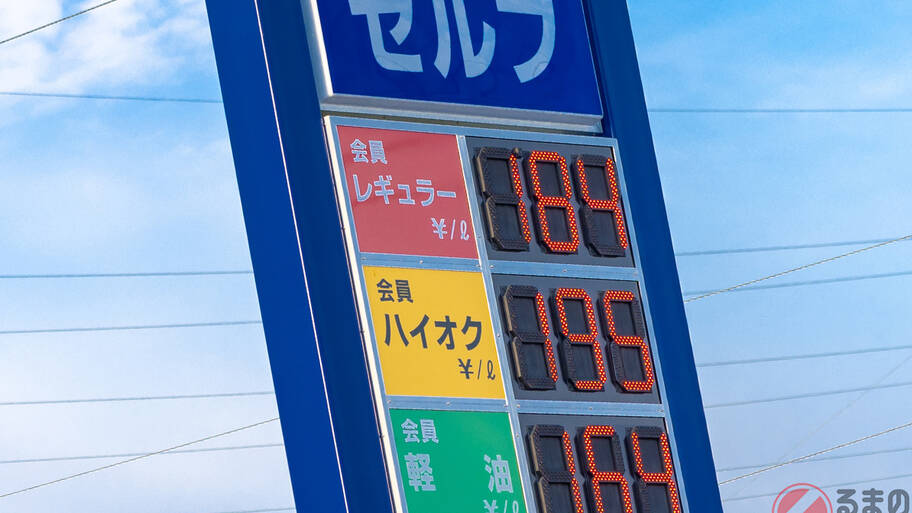 セルフ
会員
レギュラー
¥/ℓ
184
会員
ハイオク
¥/ℓ
195
会員
軽 油
¥/ℓ
164
るまの